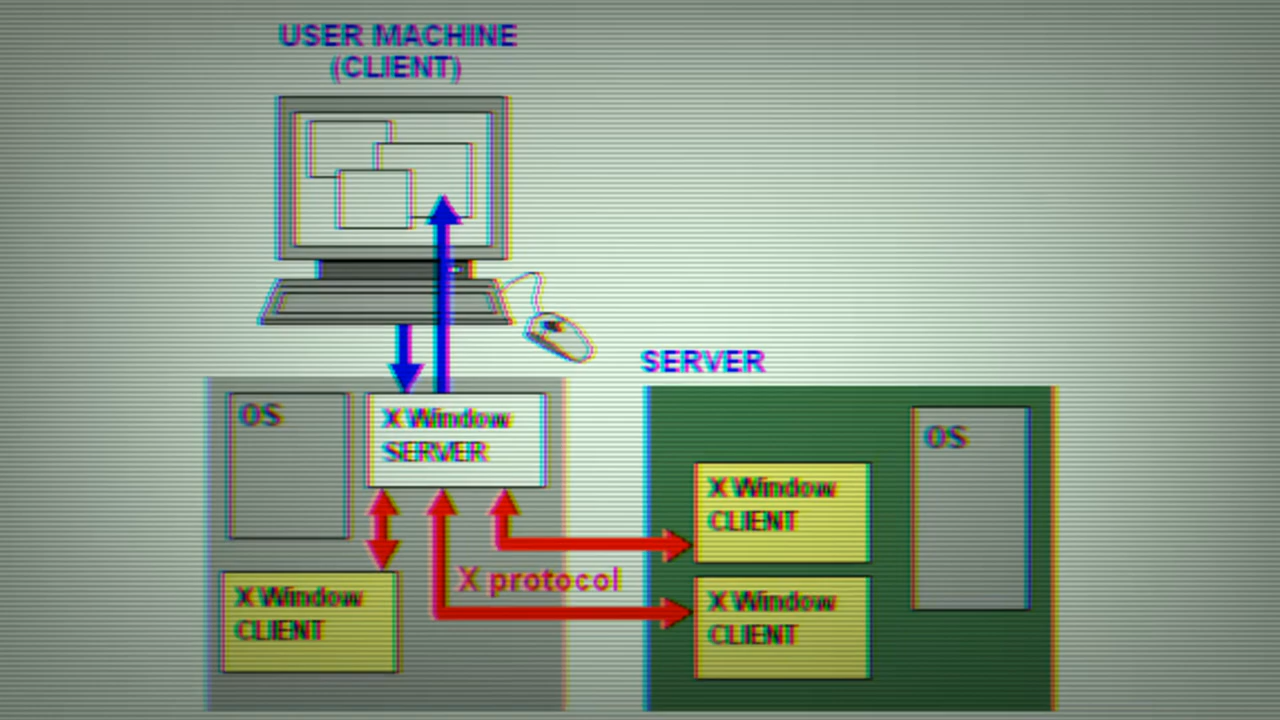 USER MACHINE
(CLIENT)
SERVER
OS
X Window
SERVER
OS
X Window
CLIENT
X protocol
X Window
CLIENT
X Window
CLIENT